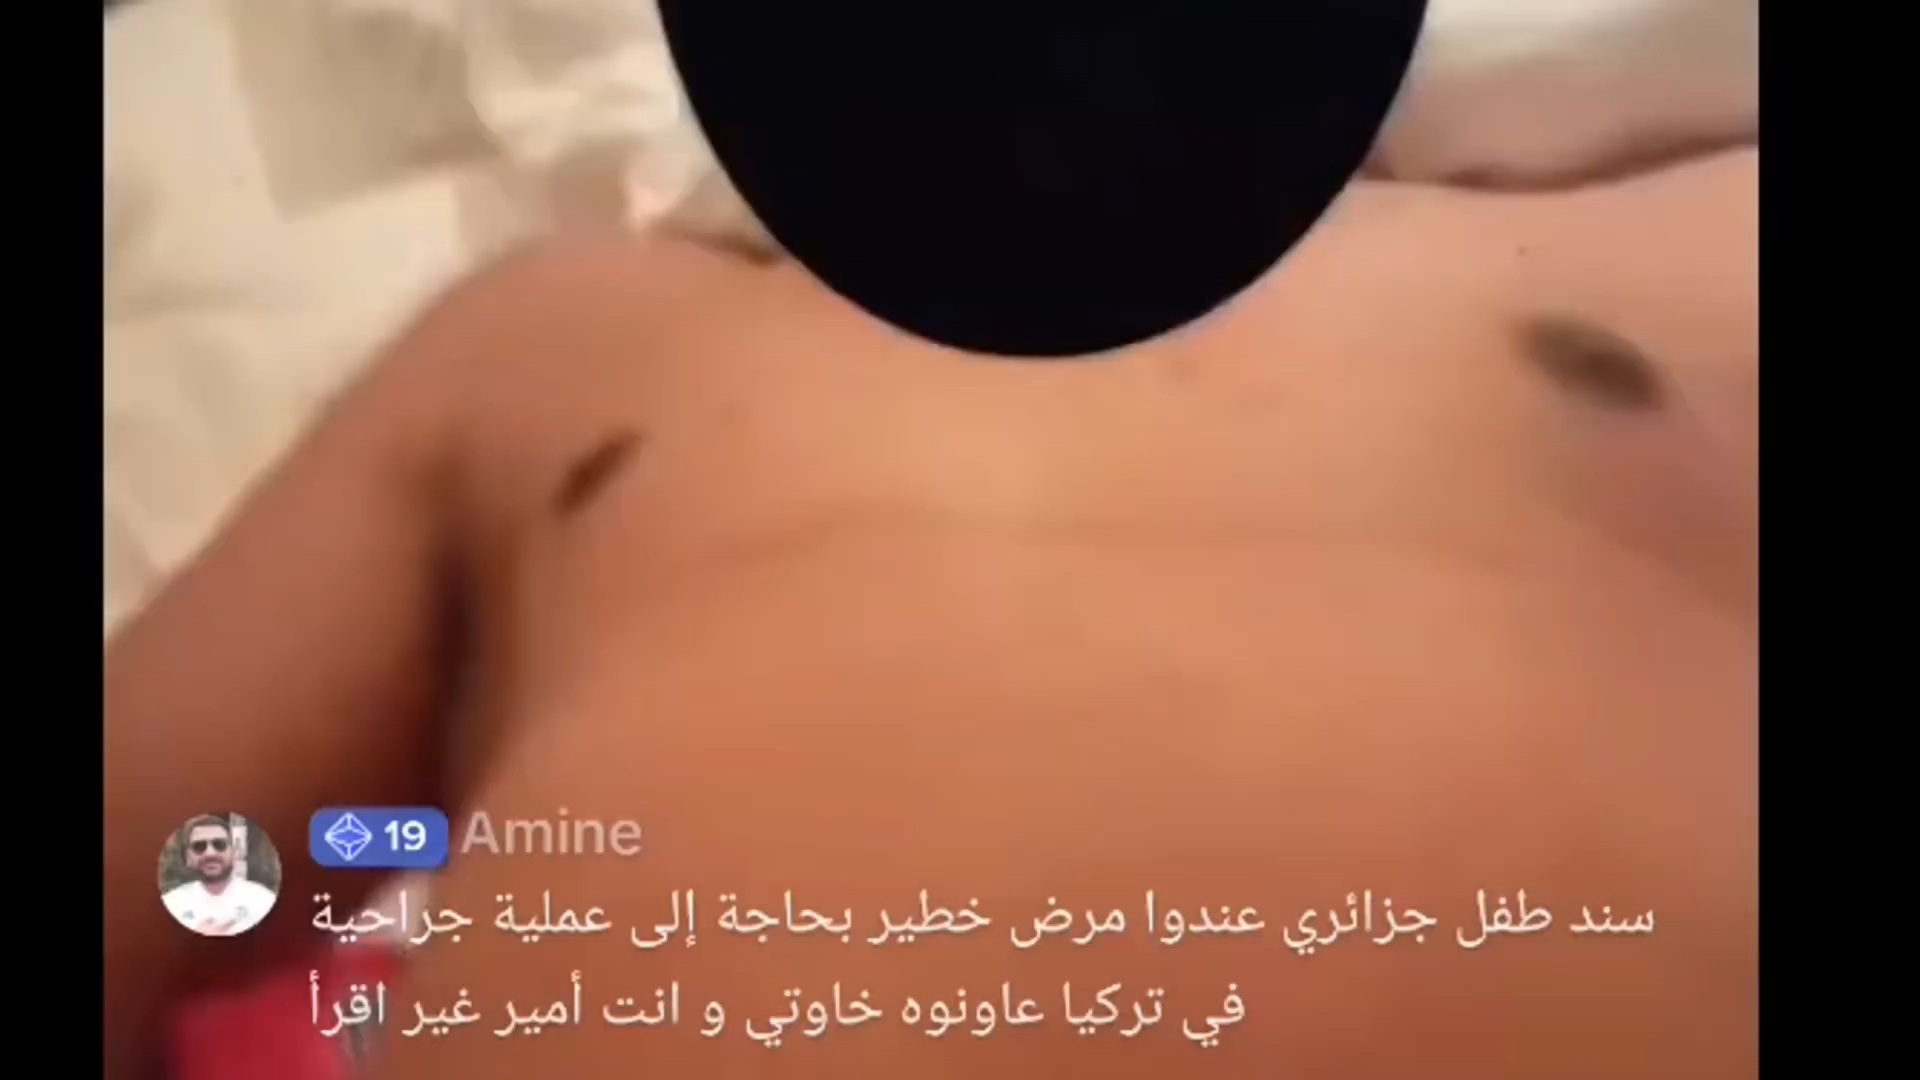 19 Amine
سند طفل جزائري عندوا مرض خطير بحاجة إلى عملية جراحية
في تركيا عاونوه خاوتي و انت أمير غير اقرأ